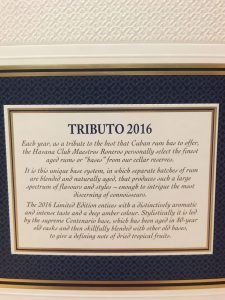 TRIBUTO 2016
Each year, as a tribute to the best that Cuban rum has to offer,
the Havana Club Maestros Roneros personally select the finest
aged rums or "bases" from our cellar reserves.
It is this unique base system, in which separate batches of rum
are blended and naturally aged, that produces such a large
spectrum of flavours and styles – enough to intrigue the most
discerning of connoisseurs.
The 2016 Limited Edition entices with a distinctively aromatic
and intense taste and a deep amber colour. Stylistically it is led
by the supreme Centenario base, which has been aged in 80-year
old casks and then skillfully blended with other old bases,
to give a defining note of dried tropical fruits.